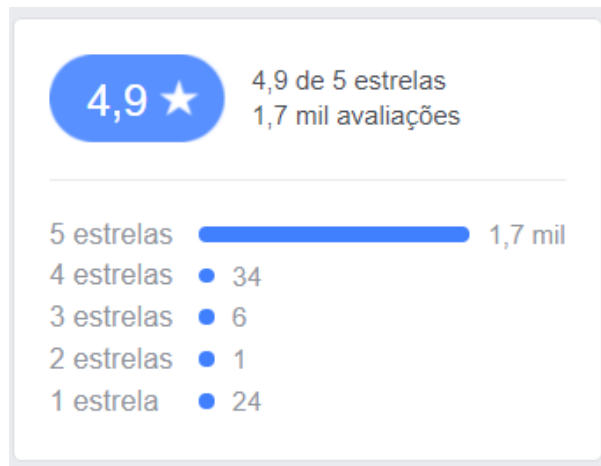 4,9 ★
4,9 de 5 estrelas
1,7 mil avaliações
5 estrelas 1,7 mil
4 estrelas 34
3 estrelas 6
2 estrelas 1
1 estrela 24